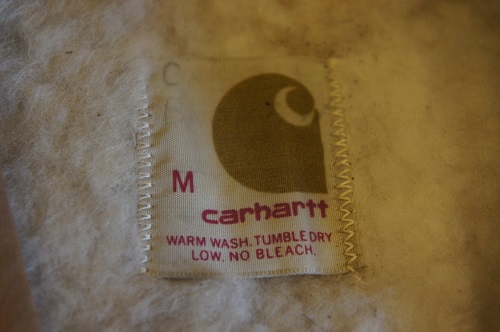 C
M
carhartt
WARM WASH. TUMBLE DRY
LOW. NO BLEACH.